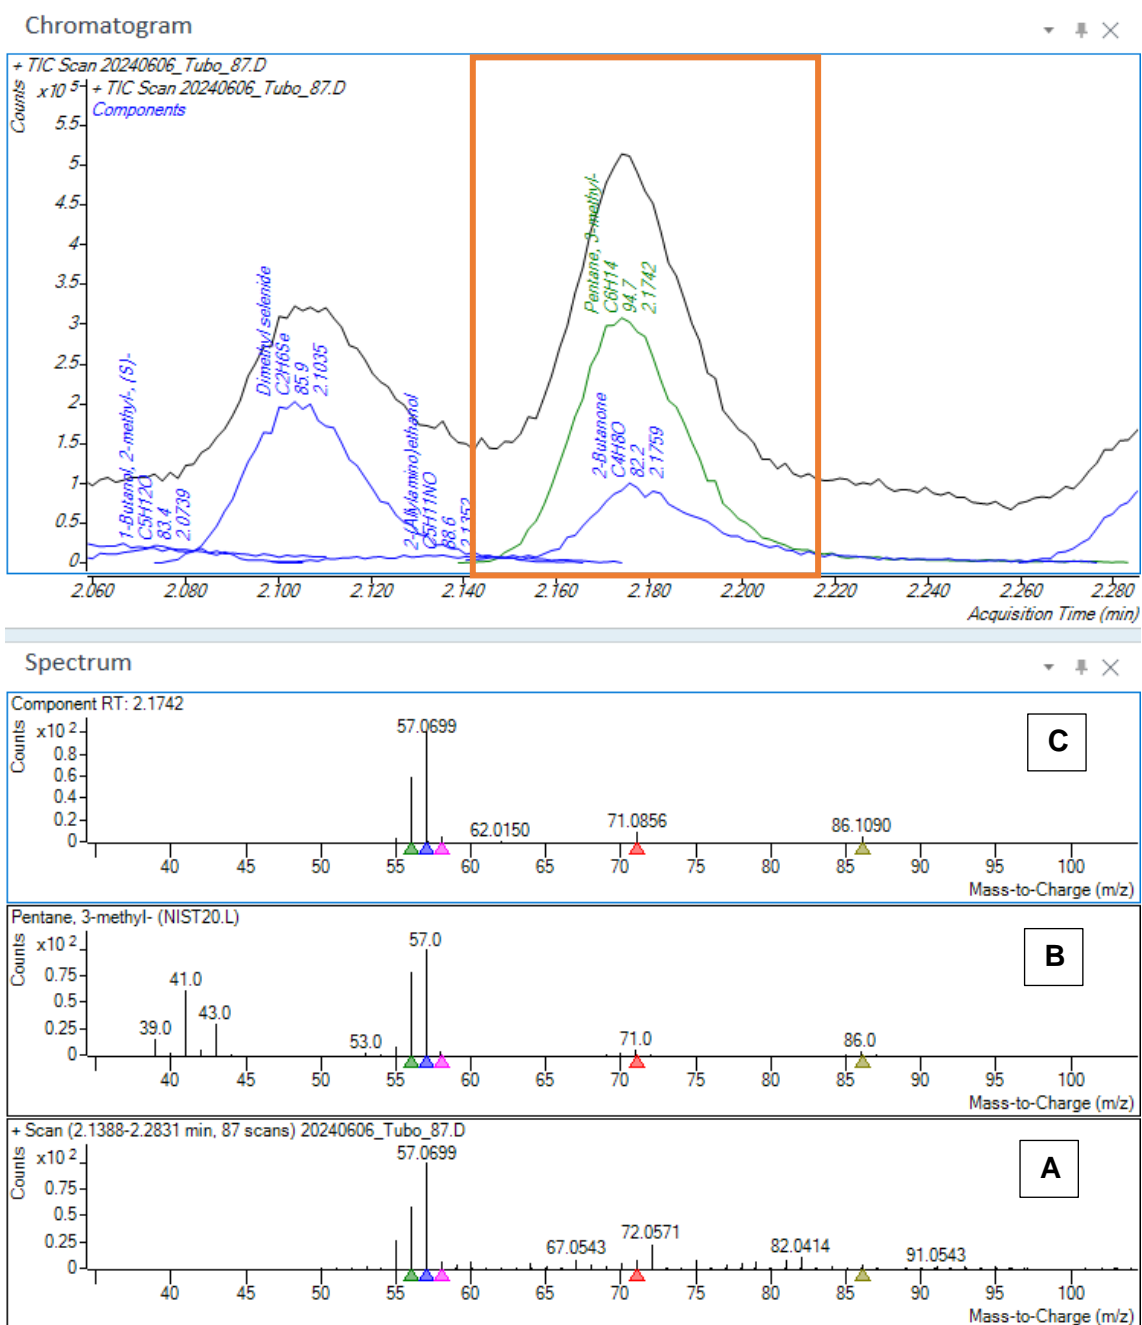 Chromatogram
+ TIC Scan 20240606_Tubo_87.D
+ TIC Scan 20240606_Tubo_87.D
Components
Counts
x10 5
5.5
5
4.5
4
3.5
3
2.5
2
1.5
1
0.5
0
1-Butanol, 2-methyl-, (S)-
C5H12O
83.4
2.0739
Dimethyl selenide
C2H6Se
85.9
2.1035
2-(Allylamino)ethanol
C5H11NO
88.6
2.1352
Pentane, 3-methyl-
C6H14
94.7
2.1742
2-Butanone
C4H8O
82.2
2.1759
2.060 2.080 2.100 2.120 2.140 2.160 2.180 2.200 2.220 2.240 2.260 2.280
Acquisition Time (min)
Spectrum
Component RT: 2.1742
Counts
x10 2
0.8
0.6
0.4
0.2
0
57.0699
62.0150
71.0856
86.1090
C
40 45 50 55 60 65 70 75 80 85 90 95 100
Mass-to-Charge (m/z)
Pentane, 3-methyl- (NIST20.L)
Counts
x10 2
0.75
0.5
0.25
0
39.0
41.0
43.0
53.0
57.0
71.0
86.0
B
40 45 50 55 60 65 70 75 80 85 90 95 100
Mass-to-Charge (m/z)
+ Scan (2.1388-2.2831 min, 87 scans) 20240606_Tubo_87.D
Counts
x10 2
0.75
0.5
0.25
0
57.0699
67.0543
72.0571
82.0414
91.0543
A
40 45 50 55 60 65 70 75 80 85 90 95 100
Mass-to-Charge (m/z)